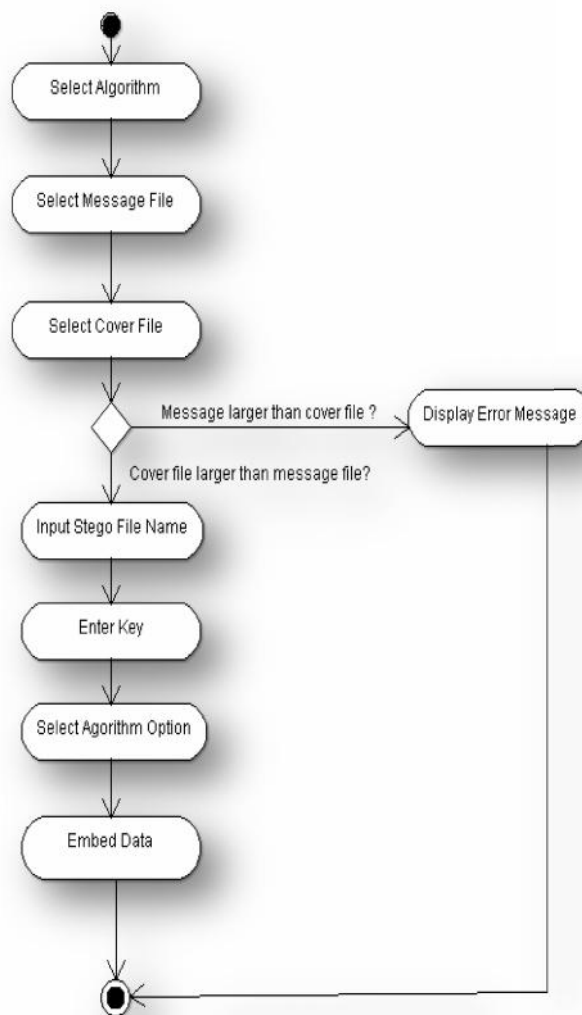 Select Algorithm
Select Message File
Select Cover File
Message larger than cover file ?
Display Error Message
Cover file larger than message file?
Input Stego File Name
Enter Key
Select Agorithm Option
Embed Data